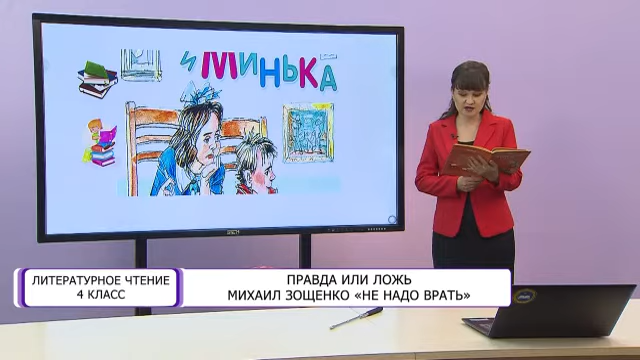 и Минька
ЛИТЕРАТУРНОЕ ЧТЕНИЕ
4 КЛАСС
ПРАВДА ИЛИ ЛОЖЬ
МИХАИЛ ЗОЩЕНКО «НЕ НАДО ВРАТЬ»